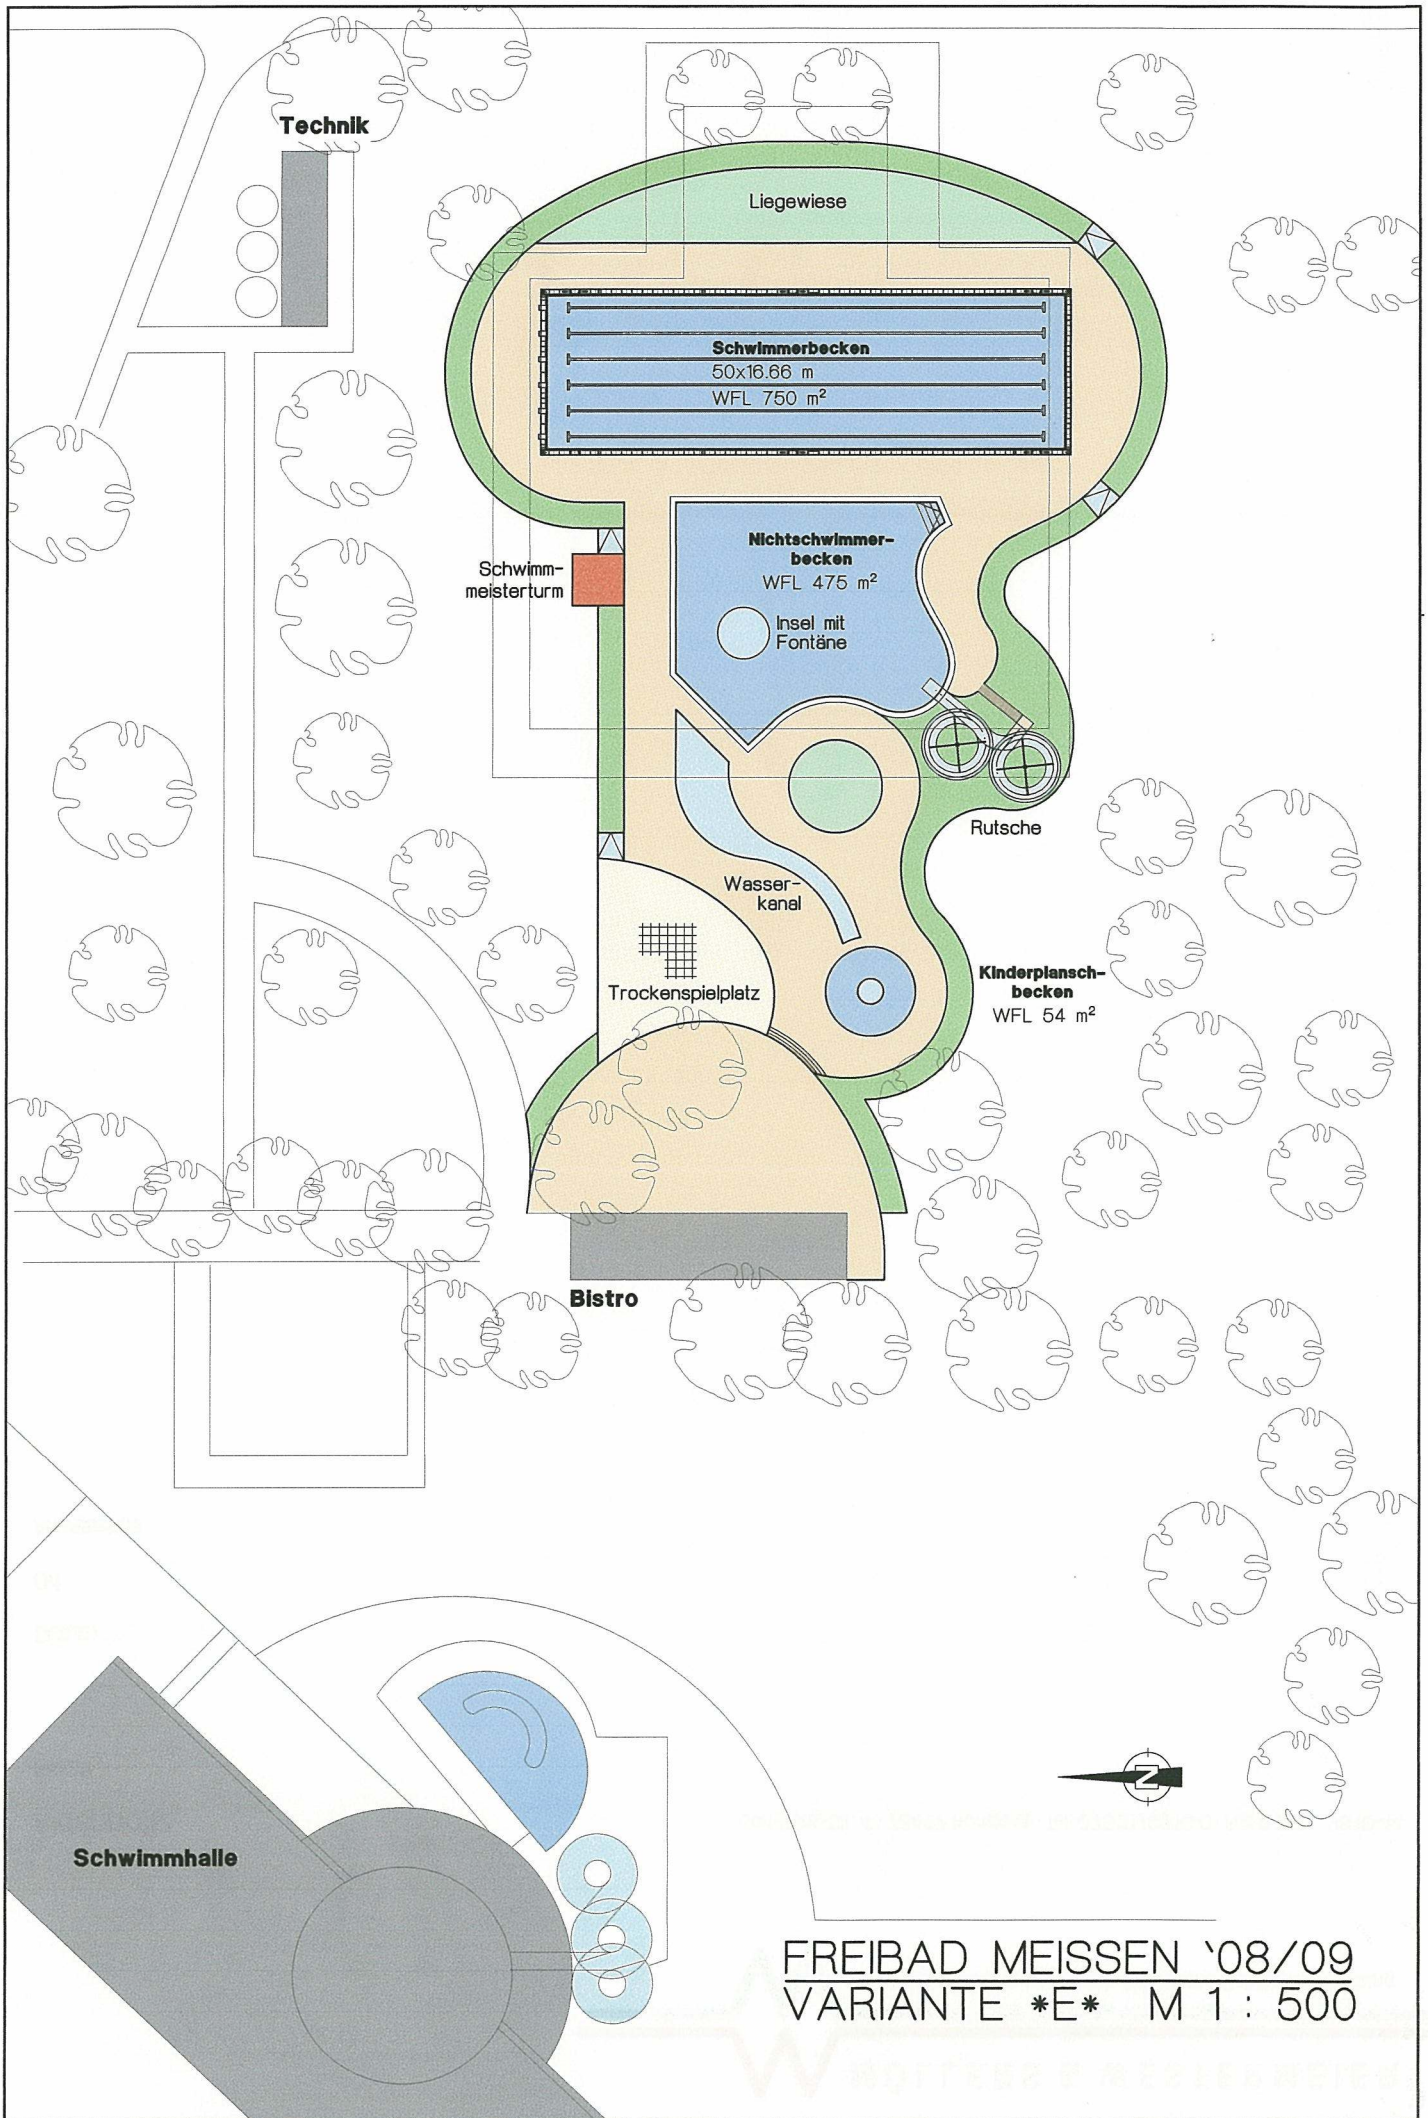 Technik
Liegewiese
Schwimmerbecken
50x16.66 m
WFL 750 m²
Nichtschwimmer-
becken
WFL 475 m²
Schwimm-
meisterturm
Insel mit
Fontäne
Rutsche
Wasser-
kanal
Kinderplansch-
becken
WFL 54 m²
Trockenspielplatz
Bistro
N
Schwimmhalle
FREIBAD MEISSEN `08/09
VARIANTE *E* M 1 : 500